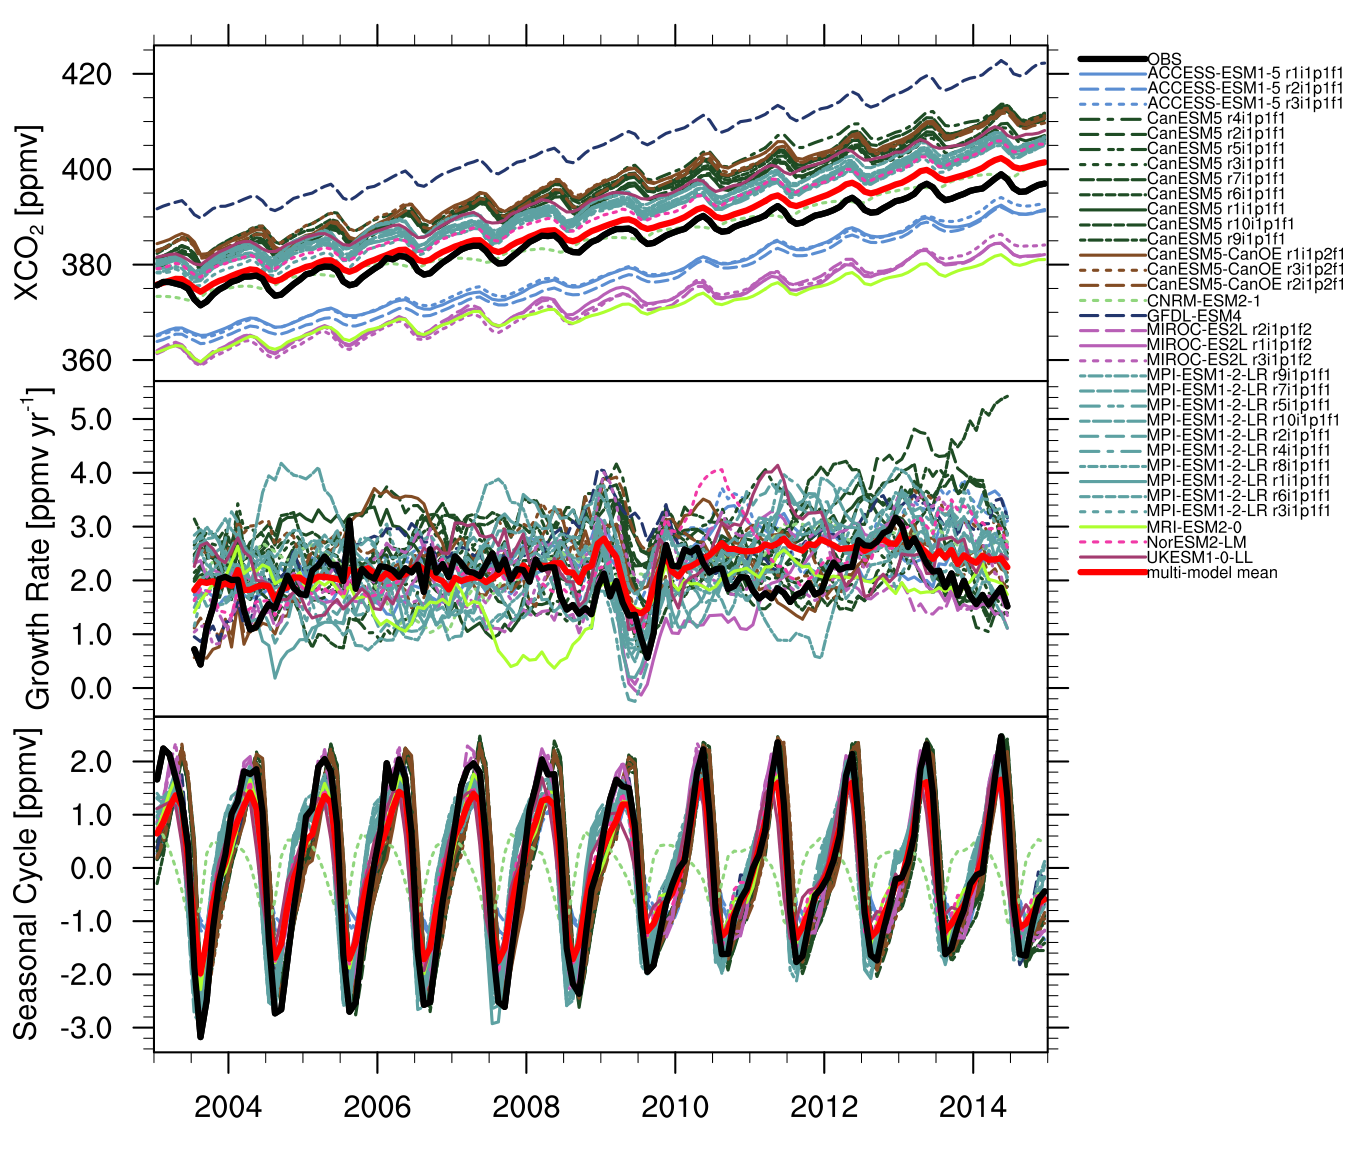 420
400
380
360
XCO2 [ppmv]
5.0
4.0
3.0
2.0
1.0
0.0
Growth Rate [ppmv yr-1]
2.0
1.0
0.0
-1.0
-2.0
-3.0
Seasonal Cycle [ppmv]
2004 2006 2008 2010 2012 2014
OBS
ACCESS-ESM1-5 r1i1p1f1
ACCESS-ESM1-5 r2i1p1f1
ACCESS-ESM1-5 r3i1p1f1
CanESM5 r4i1p1f1
CanESM5 r2i1p1f1
CanESM5 r5i1p1f1
CanESM5 r3i1p1f1
CanESM5 r7i1p1f1
CanESM5 r6i1p1f1
CanESM5 r1i1p1f1
CanESM5 r10i1p1f1
CanESM5 r9i1p1f1
CanESM5-CanOE r1i1p2f1
CanESM5-CanOE r3i1p2f1
CanESM5-CanOE r2i1p2f1
CNRM-ESM2-1
GFDL-ESM4
MIROC-ES2L r2i1p1f2
MIROC-ES2L r1i1p1f2
MIROC-ES2L r3i1p1f2
MPI-ESM1-2-LR r9i1p1f1
MPI-ESM1-2-LR r7i1p1f1
MPI-ESM1-2-LR r5i1p1f1
MPI-ESM1-2-LR r10i1p1f1
MPI-ESM1-2-LR r2i1p1f1
MPI-ESM1-2-LR r4i1p1f1
MPI-ESM1-2-LR r8i1p1f1
MPI-ESM1-2-LR r1i1p1f1
MPI-ESM1-2-LR r6i1p1f1
MPI-ESM1-2-LR r3i1p1f1
MRI-ESM2-0
NorESM2-LM
UKESM1-0-LL
multi-model mean